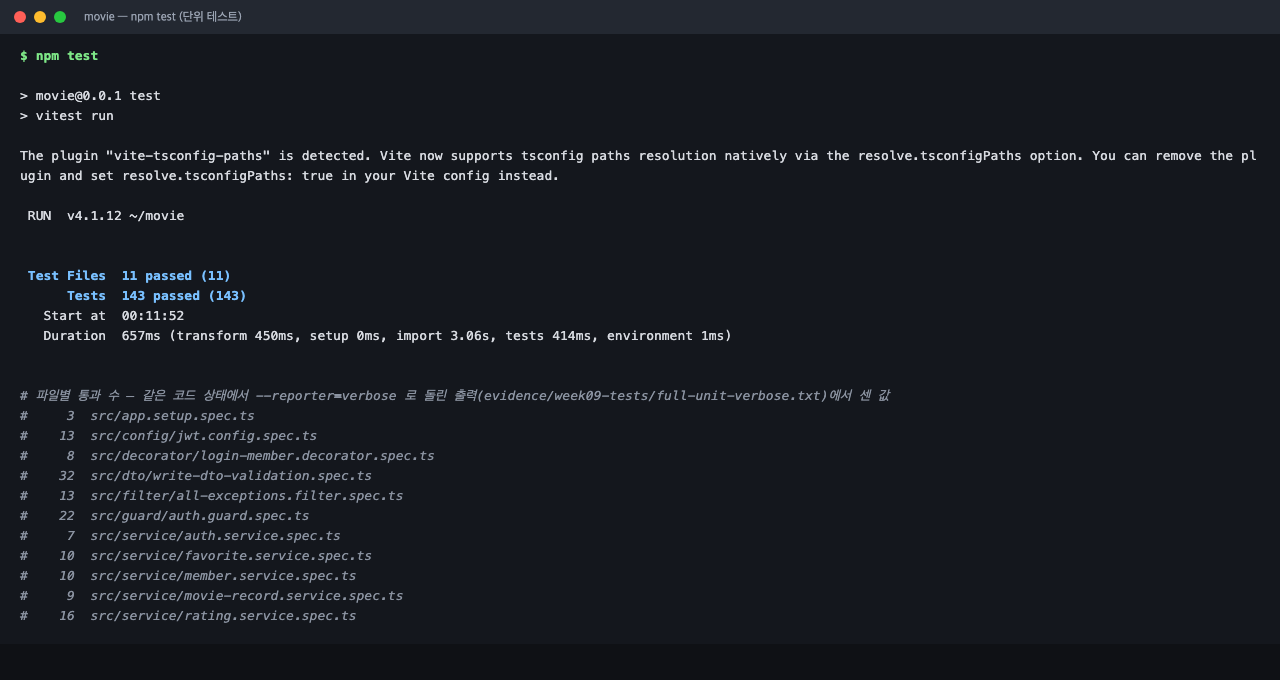 movie — npm test (단위 테스트)
$ npm test
> movie@0.0.1 test
> vitest run
The plugin "vite-tsconfig-paths" is detected. Vite now supports tsconfig paths resolution natively via the resolve.tsconfigPaths option. You can remove the pl
ugin and set resolve.tsconfigPaths: true in your Vite config instead.
RUN  v4.1.12 ~/movie
Test Files  11 passed (11)
Tests  143 passed (143)
Start at  00:11:52
Duration  657ms (transform 450ms, setup 0ms, import 3.06s, tests 414ms, environment 1ms)
# 파일별 통과 수 — 같은 코드 상태에서 --reporter=verbose 로 돌린 출력(evidence/week09-tests/full-unit-verbose.txt)에서 센 값
#     3  src/app.setup.spec.ts
#    13  src/config/jwt.config.spec.ts
#     8  src/decorator/login-member.decorator.spec.ts
#    32  src/dto/write-dto-validation.spec.ts
#    13  src/filter/all-exceptions.filter.spec.ts
#    22  src/guard/auth.guard.spec.ts
#     7  src/service/auth.service.spec.ts
#    10  src/service/favorite.service.spec.ts
#    10  src/service/member.service.spec.ts
#     9  src/service/movie-record.service.spec.ts
#    16  src/service/rating.service.spec.ts